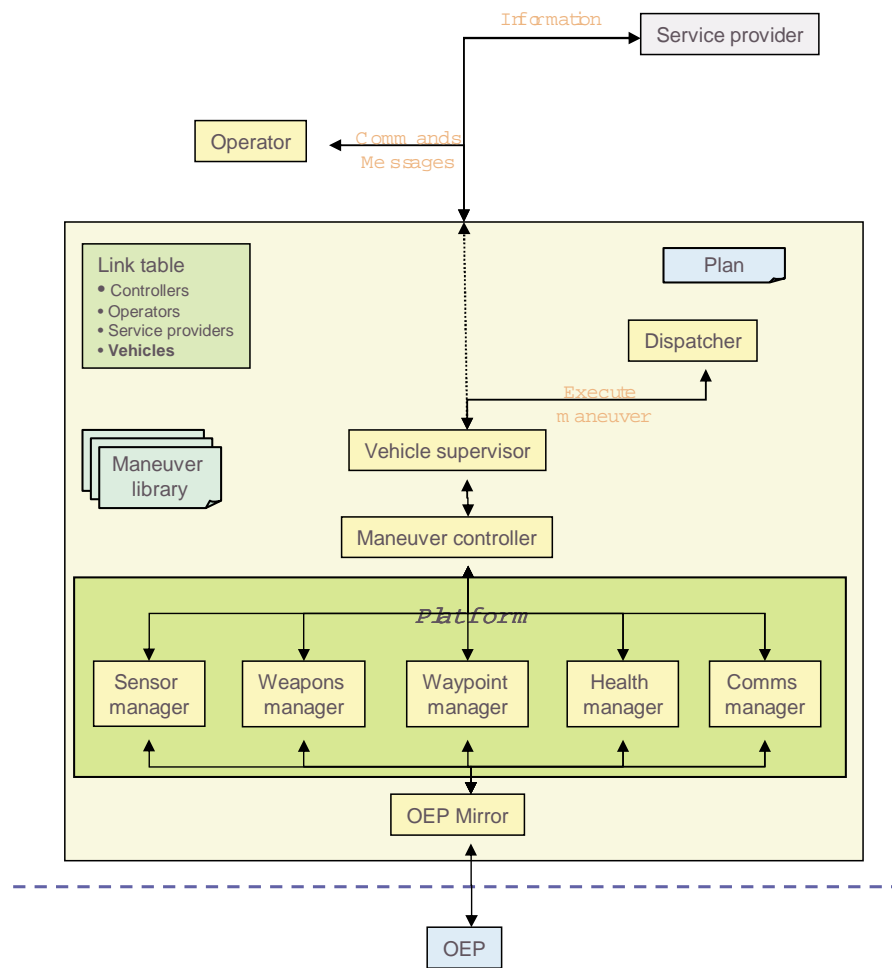 Information
Service provider
Operator
Commands
Messages
Link table
• Controllers
• Operators
• Service providers
• Vehicles
Plan
Dispatcher
Execute
maneuver
Vehicle supervisor
Maneuver
library
Maneuver controller
Platform
Sensor
manager
Weapons
manager
Waypoint
manager
Health
manager
Comms
manager
OEP Mirror
OEP